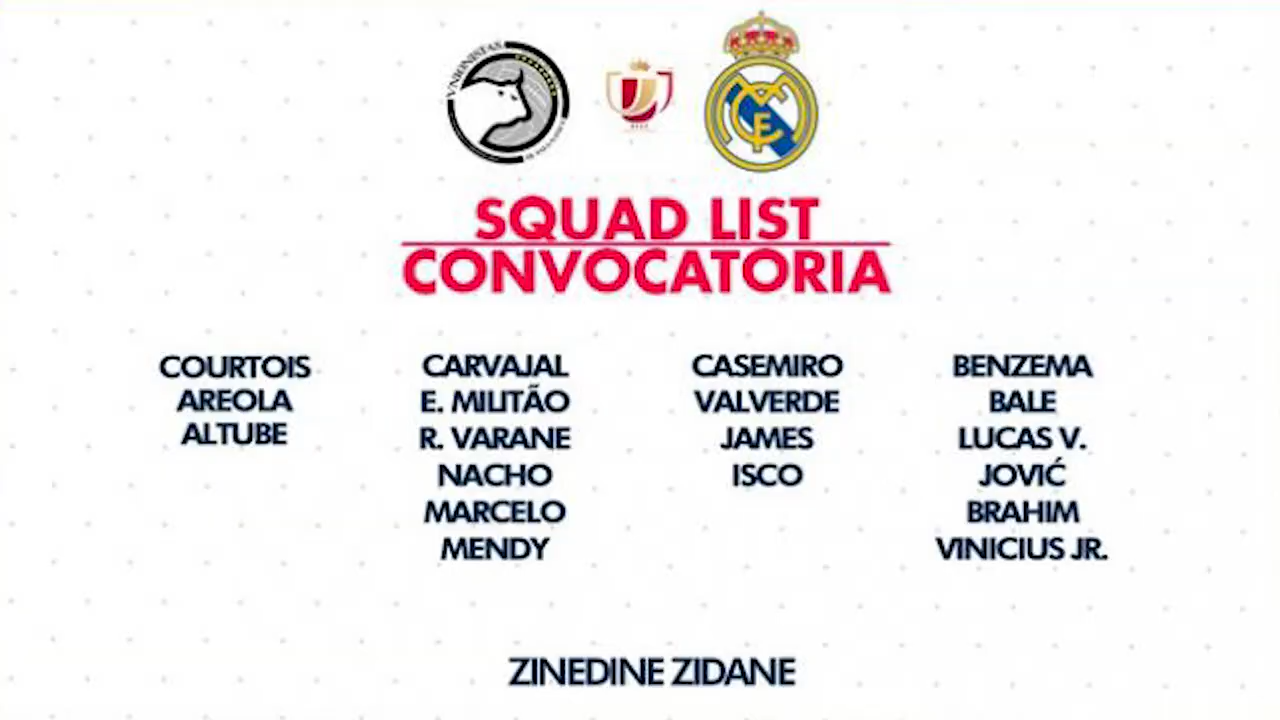 UNIONISTAS
SQUAD LIST
CONVOCATORIA
COURTOIS
AREOLA
ALTUBE
CARVAJAL
E. MILITÃO
R. VARANE
NACHO
MARCELO
MENDY
CASEMIRO
VALVERDE
JAMES
ISCO
BENZEMA
BALE
LUCAS V.
JOVIĆ
BRAHIM
VINICIUS JR.
ZINEDINE ZIDANE